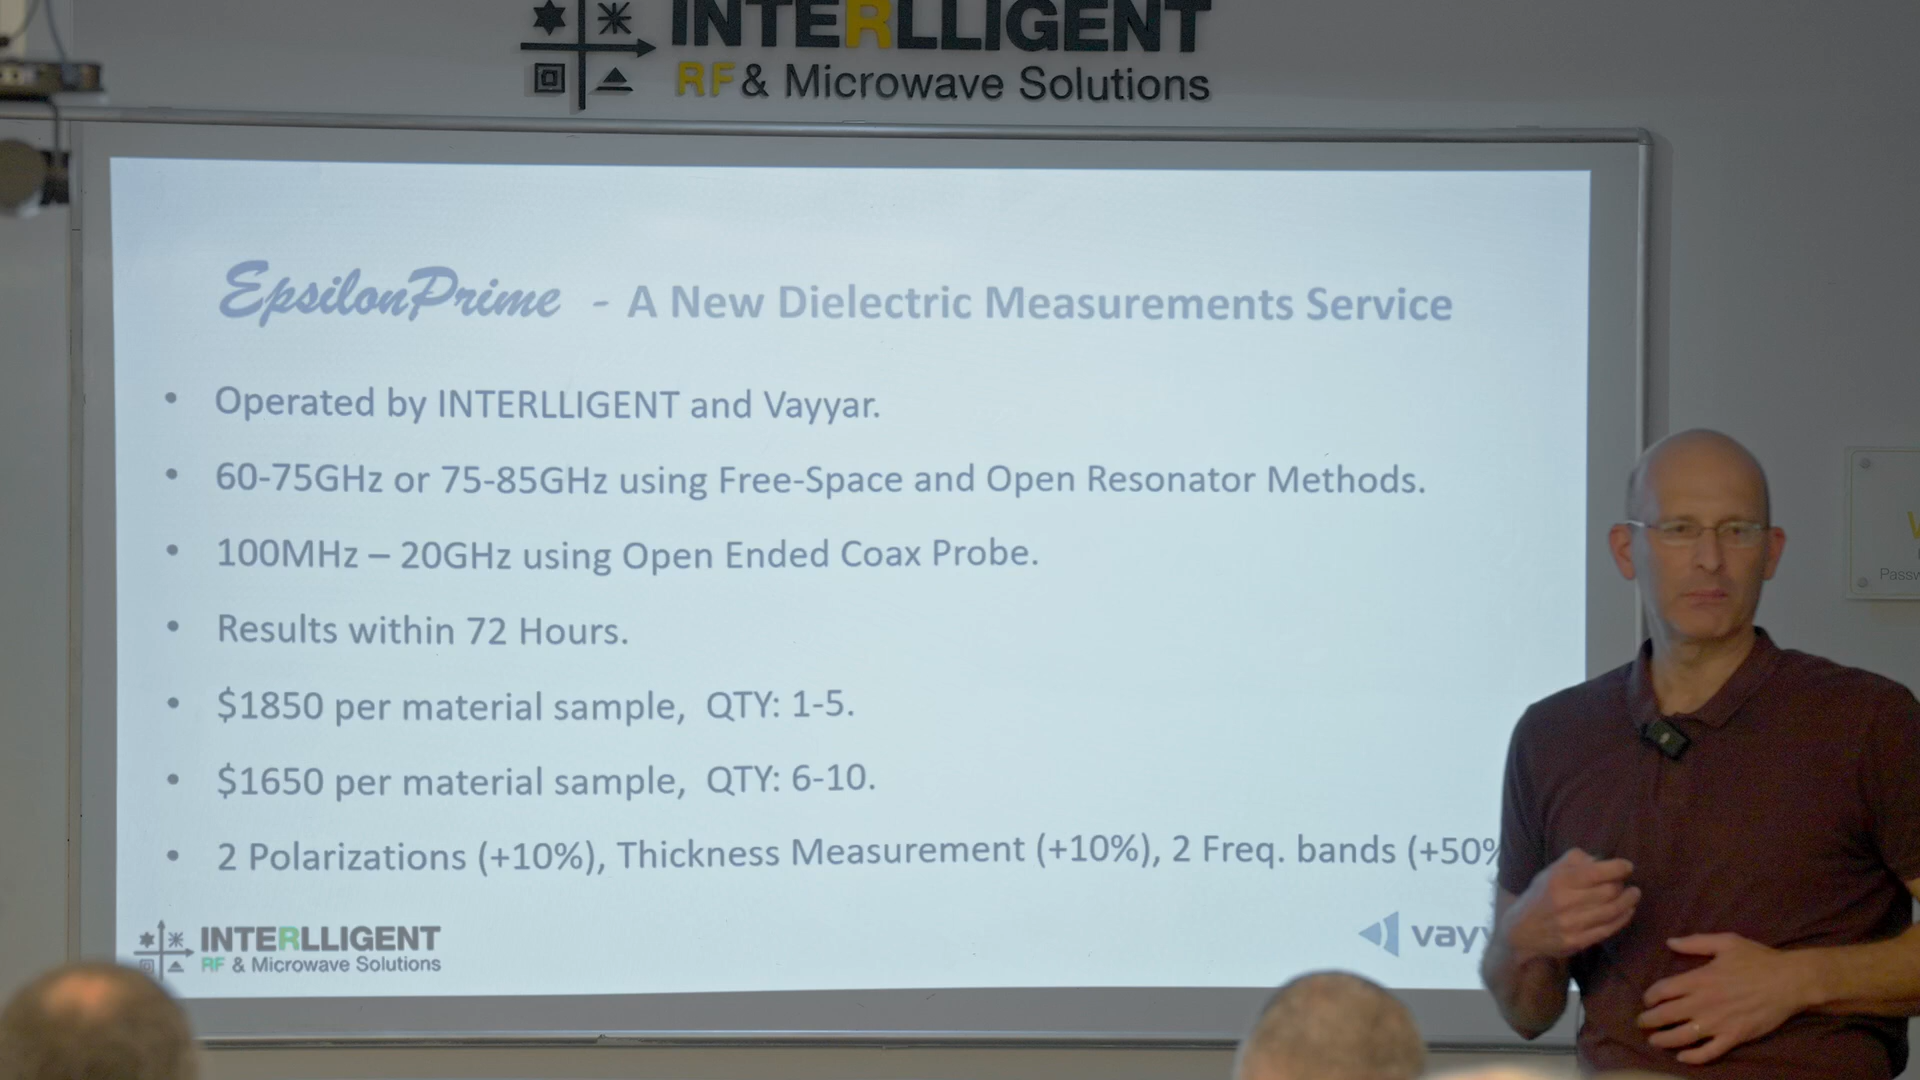 INTERLLIGENT
RF & Microwave Solutions
EpsilonPrime - A New Dielectric Measurements Service
• Operated by INTERLLIGENT and Vayyar.
• 60-75GHz or 75-85GHz using Free-Space and Open Resonator Methods.
• 100MHz – 20GHz using Open Ended Coax Probe.
• Results within 72 Hours.
• $1850 per material sample, QTY: 1-5.
• $1650 per material sample, QTY: 6-10.
• 2 Polarizations (+10%), Thickness Measurement (+10%), 2 Freq. bands (+50%
INTERLLIGENT
RF & Microwave Solutions